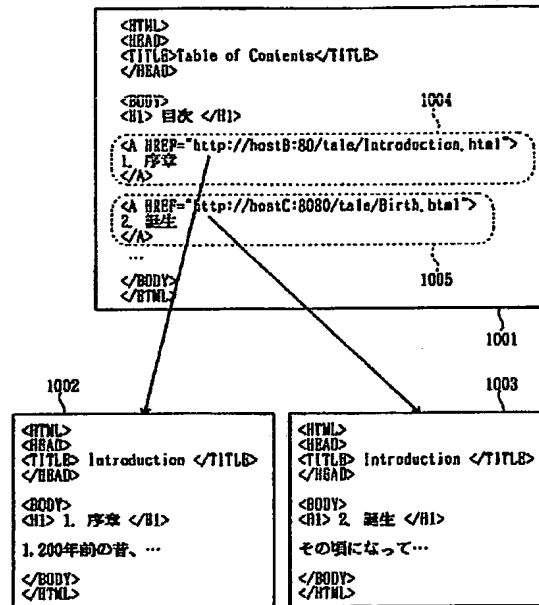 <HTML>
<HEAD>
<TITLE>Table of Contents</TITLE>
</HEAD>
<BODY>
<H1> 目次 </H1>
1004
<A HREF="http://hostB:80/tale/Introduction.html">
1. 序章
</A>
<A HREF="http://hostC:8080/tale/Birth.html">
2. 誕生
</A>
…
1005
</BODY>
</HTML>
1001
1002
<HTML>
<HEAD>
<TITLE> Introduction </TITLE>
</HEAD>
<BODY>
<H1> 1. 序章 </H1>
1,200年前の昔、…
</BODY>
</HTML>
1003
<HTML>
<HEAD>
<TITLE> Introduction </TITLE>
</HEAD>
<BODY>
<H1> 2. 誕生 </H1>
その頃になって…
</BODY>
</HTML>